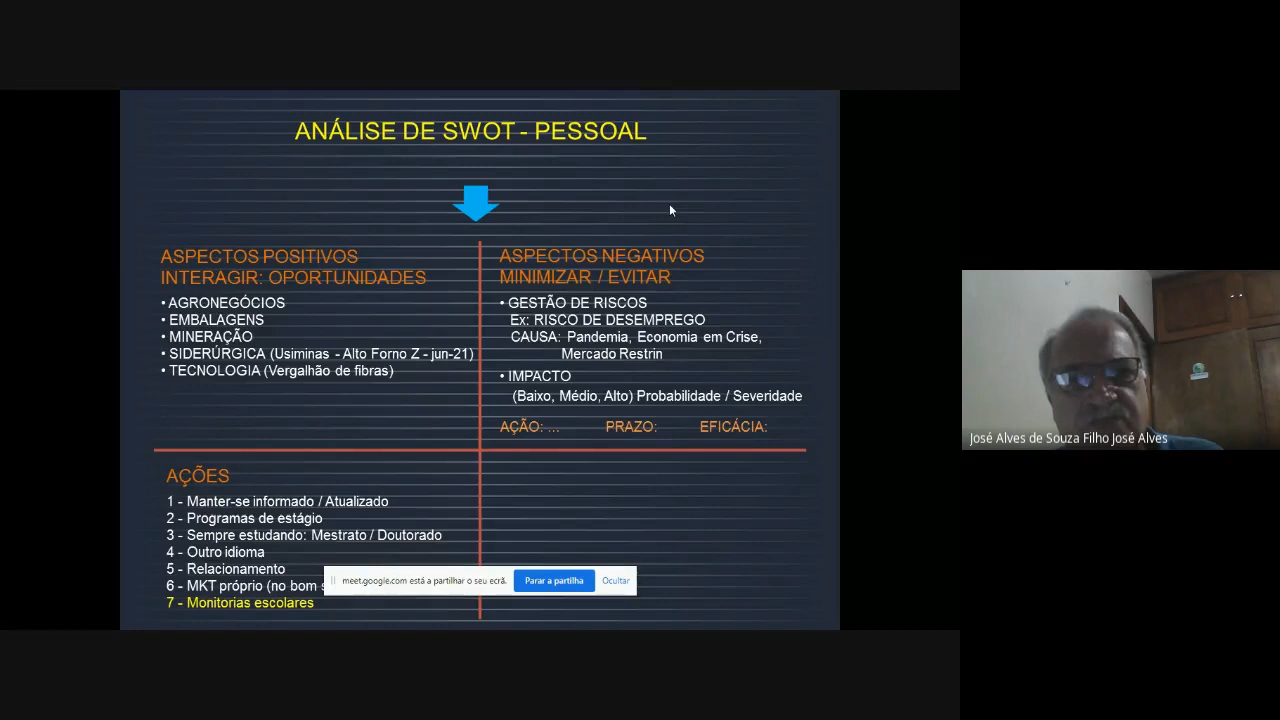 ANÁLISE DE SWOT - PESSOAL
ASPECTOS POSITIVOS
INTERAGIR: OPORTUNIDADES
• AGRONEGÓCIOS
• EMBALAGENS
• MINERAÇÃO
• SIDERÚRGICA (Usiminas - Alto Forno Z - jun-21)
• TECNOLOGIA (Vergalhão de fibras)
ASPECTOS NEGATIVOS
MINIMIZAR / EVITAR
• GESTÃO DE RISCOS
Ex: RISCO DE DESEMPREGO
CAUSA: Pandemia, Economia em Crise,
Mercado Restrin
• IMPACTO
(Baixo, Médio, Alto) Probabilidade / Severidade
AÇÃO: ... PRAZO: EFICÁCIA:
AÇÕES
1 - Manter-se informado / Atualizado
2 - Programas de estágio
3 - Sempre estudando: Mestrato / Doutorado
4 - Outro idioma
5 - Relacionamento
6 - MKT próprio (no bom s
7 - Monitorias escolares
meet.google.com está a partilhar o seu ecrã. Parar a partilha Ocultar
José Alves de Souza Filho José Alves